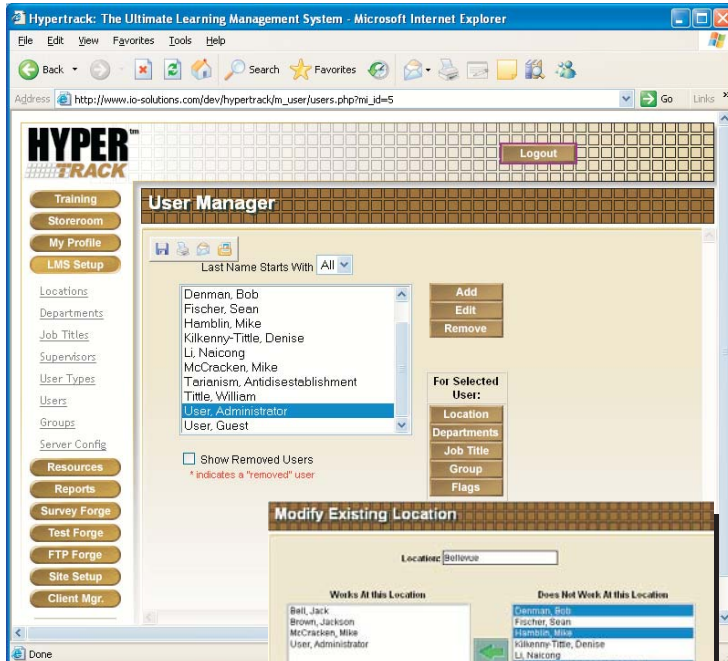 Hypertrack: The Ultimate Learning Management System - Microsoft Internet Explorer
File Edit View Favorites Tools Help
Back Search Favorites
Address http://www.io-solutions.com/dev/hypertrack/m_user/users.php?mi_id=5 Go Links »
HYPER TRACK tm
Logout
Training
Storeroom
My Profile
LMS Setup
Locations
Departments
Job Titles
Supervisors
User Types
Users
Groups
Server Config
Resources
Reports
Survey Forge
Test Forge
FTP Forge
Site Setup
Client Mgr.
User Manager
Last Name Starts With All
Denman, Bob
Fischer, Sean
Hamblin, Mike
Kilkenny-Tittle, Denise
Li, Naicong
McCracken, Mike
Tarianism, Antidisestablishment
Tittle, William
User, Administrator
User, Guest
Add
Edit
Remove
For Selected
User:
Location
Departments
Job Title
Group
Flags
Show Removed Users
* indicates a "removed" user
Modify Existing Location
Location: Bellevue
Works At this Location
Bell, Jack
Brown, Jackson
McCracken, Mike
User, Administrator
Does Not Work At this Location
Denman, Bob
Fischer, Sean
Hamblin, Mike
Kilkenny-Tittle, Denise
Li, Naicong
Done